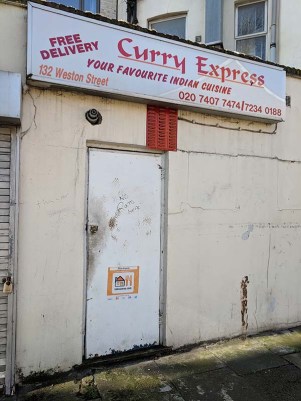 FREE
DELIVERY
Curry Express
132 Weston Street
YOUR FAVOURITE INDIAN CUISINE
020 7407 7474/7234 0188